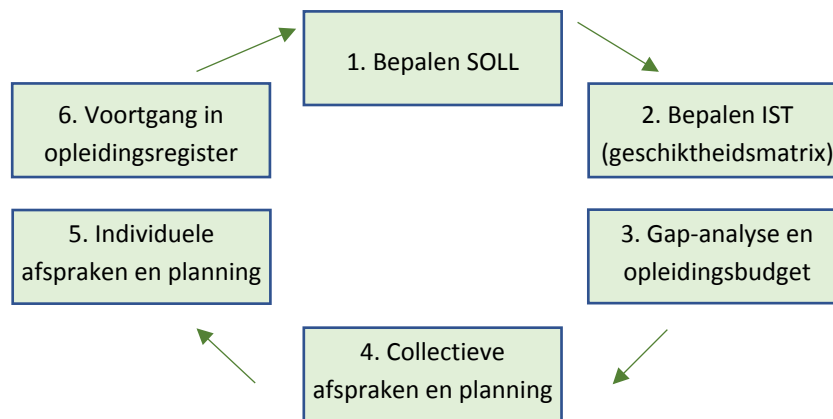 1. Bepalen SOLL
2. Bepalen IST
(geschiktheidsmatrix)
3. Gap-analyse en
opleidingsbudget
4. Collectieve
afspraken en planning
5. Individuele
afspraken en planning
6. Voortgang in
opleidingsregister